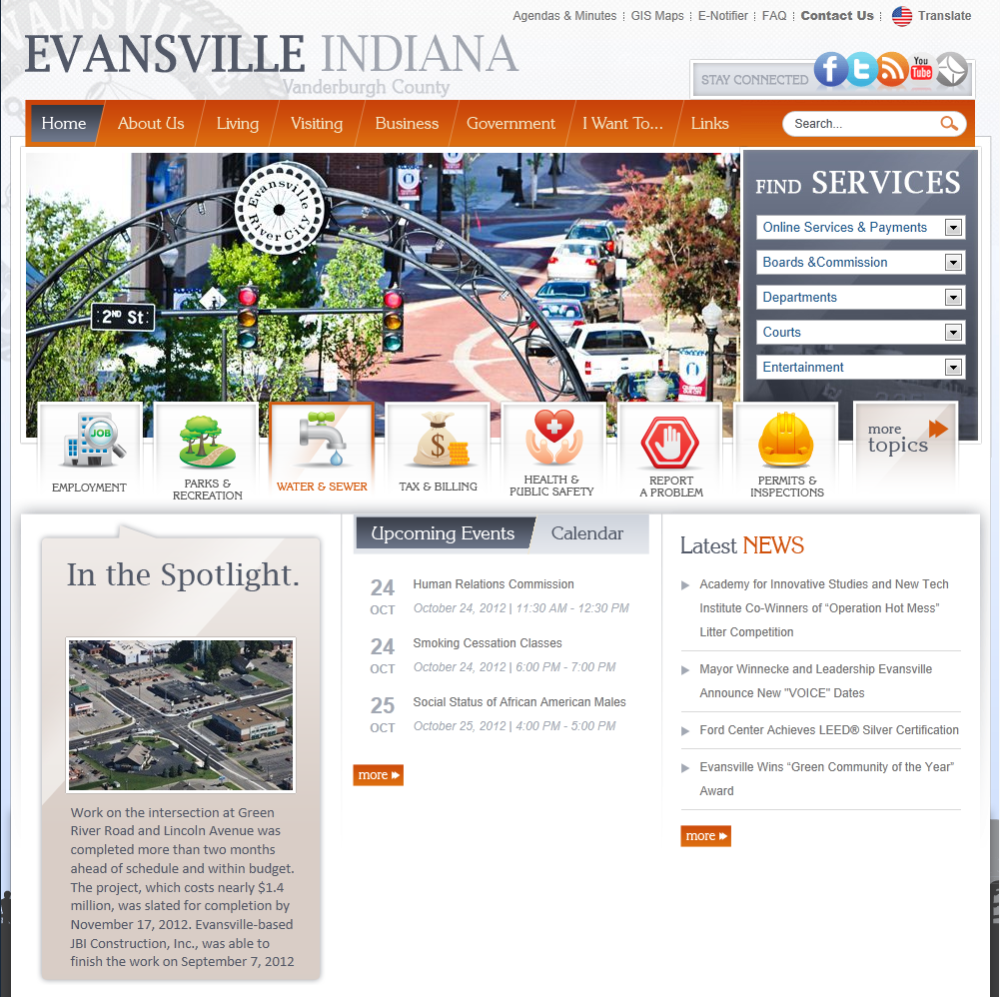 Agendas & Minutes GIS Maps E-Notifier FAQ Contact Us Translate
EVANSVILLE INDIANA
Vanderburgh County
STAY CONNECTED
You
Tube
Home About Us Living Visiting Business Government I Want To... Links
Search...
Evansville
River City
2ND St
FIND SERVICES
Online Services & Payments
Boards &Commission
Departments
Courts
Entertainment
JOB
EMPLOYMENT
PARKS &
RECREATION
WATER & SEWER
$
TAX & BILLING
HEALTH &
PUBLIC SAFETY
REPORT
A PROBLEM
PERMITS &
INSPECTIONS
more
topics
In the Spotlight.
Work on the intersection at Green
River Road and Lincoln Avenue was
completed more than two months
ahead of schedule and within budget.
The project, which costs nearly $1.4
million, was slated for completion by
November 17, 2012. Evansville-based
JBI Construction, Inc., was able to
finish the work on September 7, 2012
Upcoming Events Calendar
24 Human Relations Commission
OCT October 24, 2012 | 11:30 AM - 12:30 PM
24 Smoking Cessation Classes
OCT October 24, 2012 | 6:00 PM - 7:00 PM
25 Social Status of African American Males
OCT October 25, 2012 | 4:00 PM - 5:00 PM
more
Latest NEWS
Academy for Innovative Studies and New Tech
Institute Co-Winners of “Operation Hot Mess”
Litter Competition
Mayor Winnecke and Leadership Evansville
Announce New "VOICE" Dates
Ford Center Achieves LEED® Silver Certification
Evansville Wins “Green Community of the Year”
Award
more